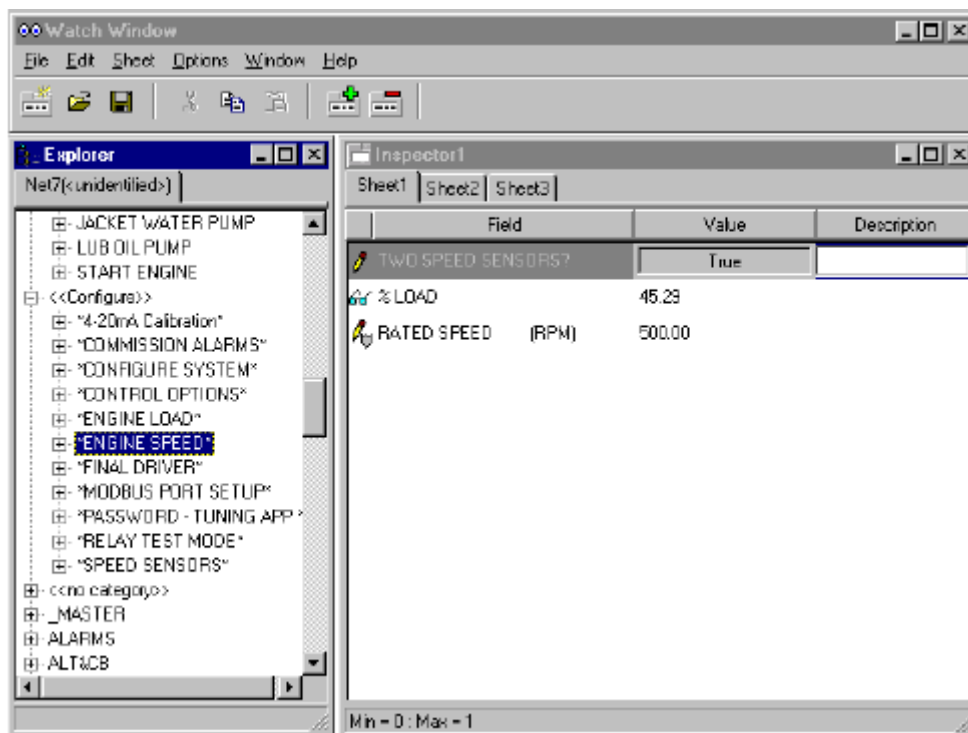 Watch Window
File Edit Sheet Options Window Help
Explorer
Net7(<unidentified>)
JACKET WATER PUMP
LUB OIL PUMP
START ENGINE
<<Configure>>
*4-20mA Calibration*
*COMMISSION ALARMS*
*CONFIGURE SYSTEM*
*CONTROL OPTIONS*
*ENGINE LOAD*
*ENGINE SPEED*
*FINAL DRIVER*
*MODBUS PORT SETUP*
*PASSWORD - TUNING APP *
*RELAY TEST MODE*
*SPEED SENSORS*
<<no category>>
_MASTER
ALARMS
ALT&CB
Inspector1
Sheet1 Sheet2 Sheet3
Field Value Description
TWO SPEED SENSORS? True
% LOAD 45.29
RATED SPEED (RPM) 500.00
Min = 0 : Max = 1